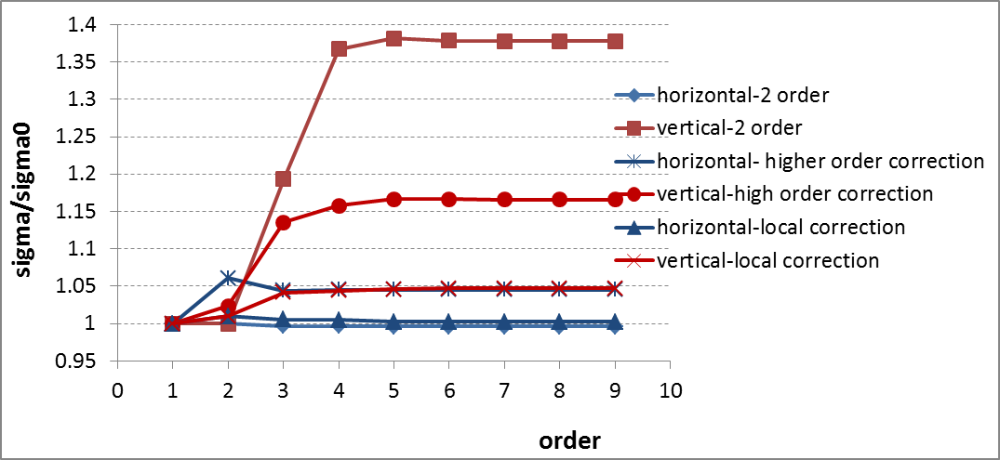 1.4
1.35
1.3
1.25
1.2
1.15
1.1
1.05
1
0.95
sigma/sigma0
0 1 2 3 4 5 6 7 8 9 10
order
horizontal-2 order
vertical-2 order
horizontal- higher order correction
vertical-high order correction
horizontal-local correction
vertical-local correction